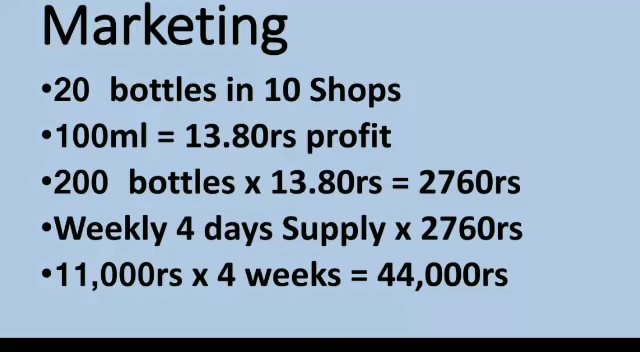 Marketing
•20 bottles in 10 Shops
•100ml = 13.80rs profit
•200 bottles x 13.80rs = 2760rs
•Weekly 4 days Supply x 2760rs
•11,000rs x 4 weeks = 44,000rs